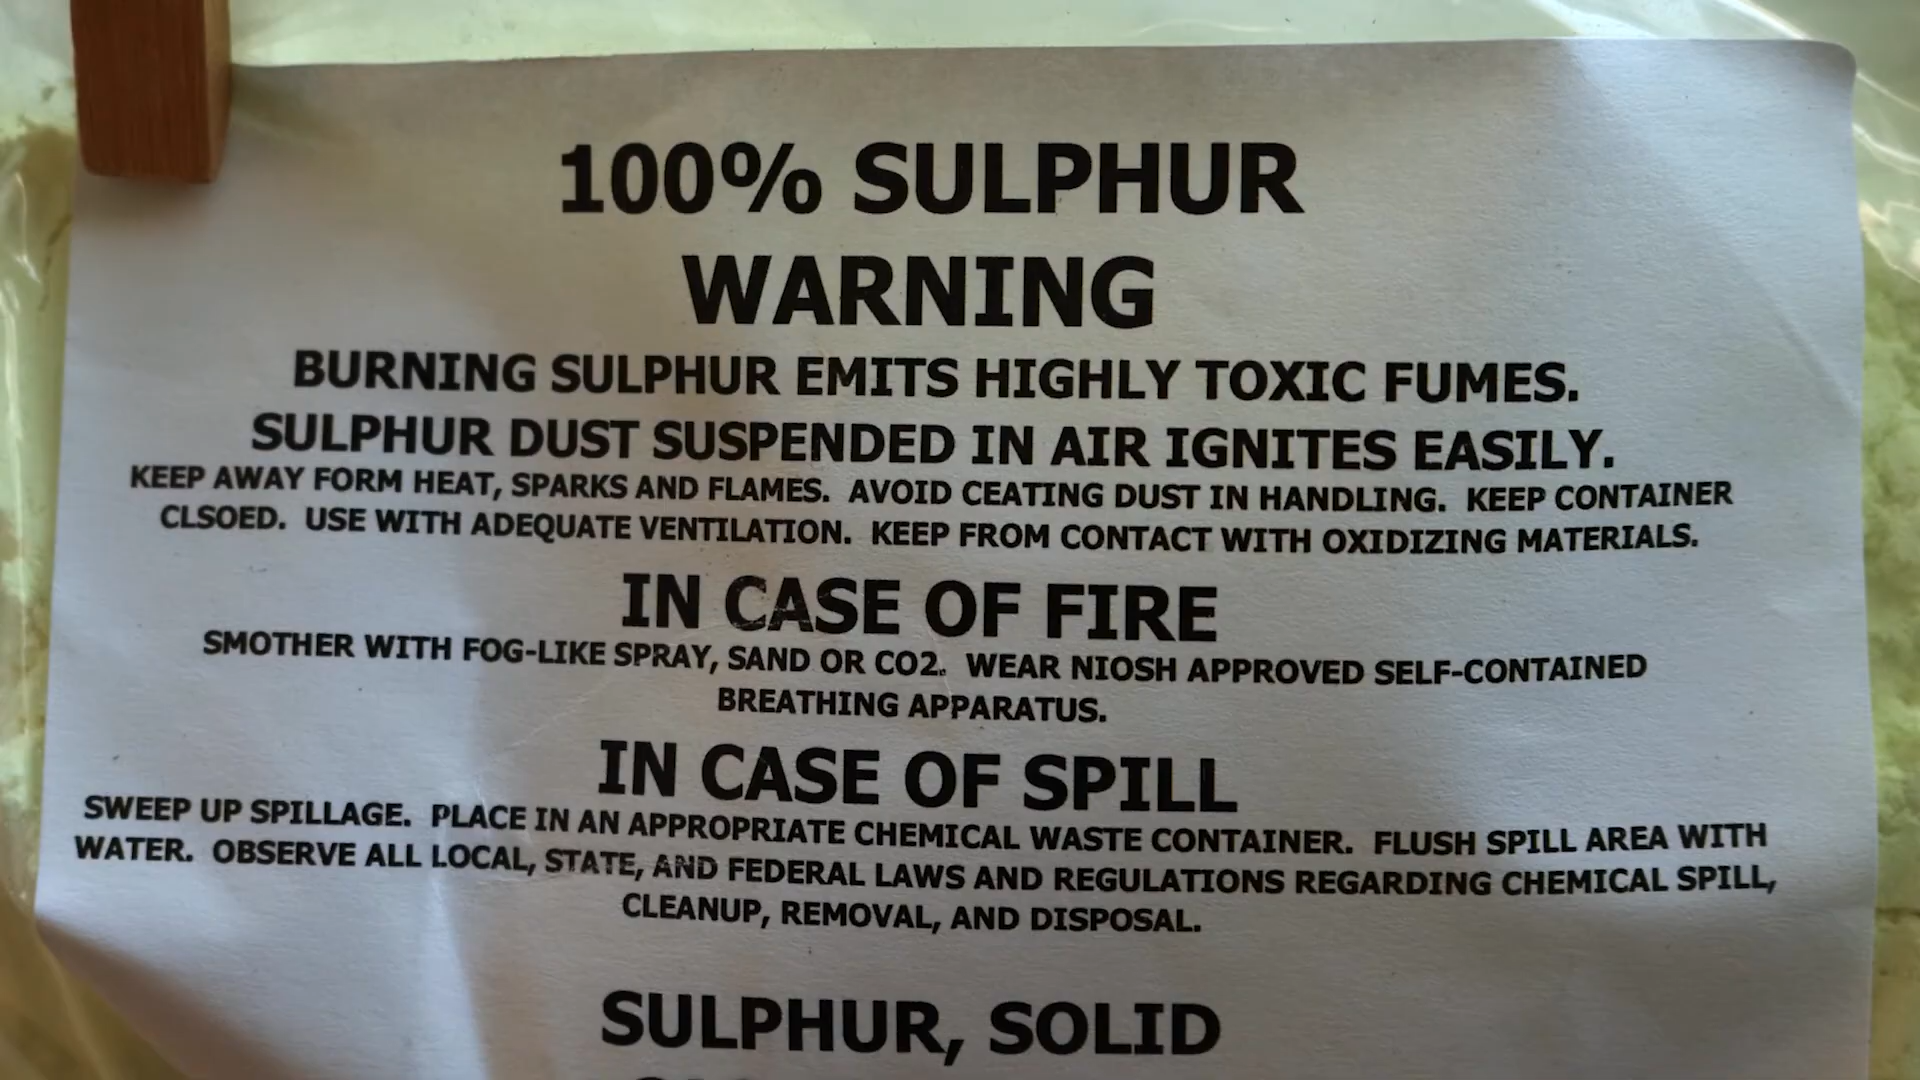 100% SULPHUR
WARNING
BURNING SULPHUR EMITS HIGHLY TOXIC FUMES.
SULPHUR DUST SUSPENDED IN AIR IGNITES EASILY.
KEEP AWAY FORM HEAT, SPARKS AND FLAMES.  AVOID CEATING DUST IN HANDLING.  KEEP CONTAINER
CLSOED.  USE WITH ADEQUATE VENTILATION.  KEEP FROM CONTACT WITH OXIDIZING MATERIALS.
IN CASE OF FIRE
SMOTHER WITH FOG-LIKE SPRAY, SAND OR CO2.  WEAR NIOSH APPROVED SELF-CONTAINED
BREATHING APPARATUS.
IN CASE OF SPILL
SWEEP UP SPILLAGE.  PLACE IN AN APPROPRIATE CHEMICAL WASTE CONTAINER.  FLUSH SPILL AREA WITH
WATER.  OBSERVE ALL LOCAL, STATE, AND FEDERAL LAWS AND REGULATIONS REGARDING CHEMICAL SPILL,
CLEANUP, REMOVAL, AND DISPOSAL.
SULPHUR, SOLID